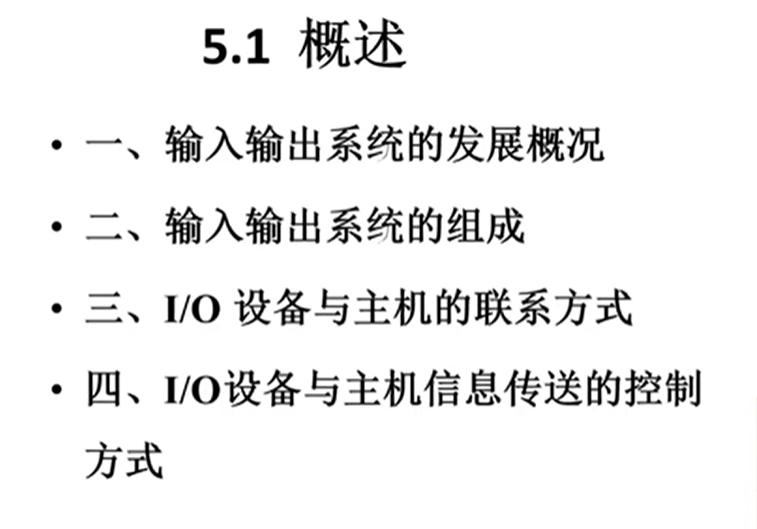 5.1 概述
• 一、输入输出系统的发展概况
• 二、输入输出系统的组成
• 三、I/O 设备与主机的联系方式
• 四、I/O设备与主机信息传送的控制
方式